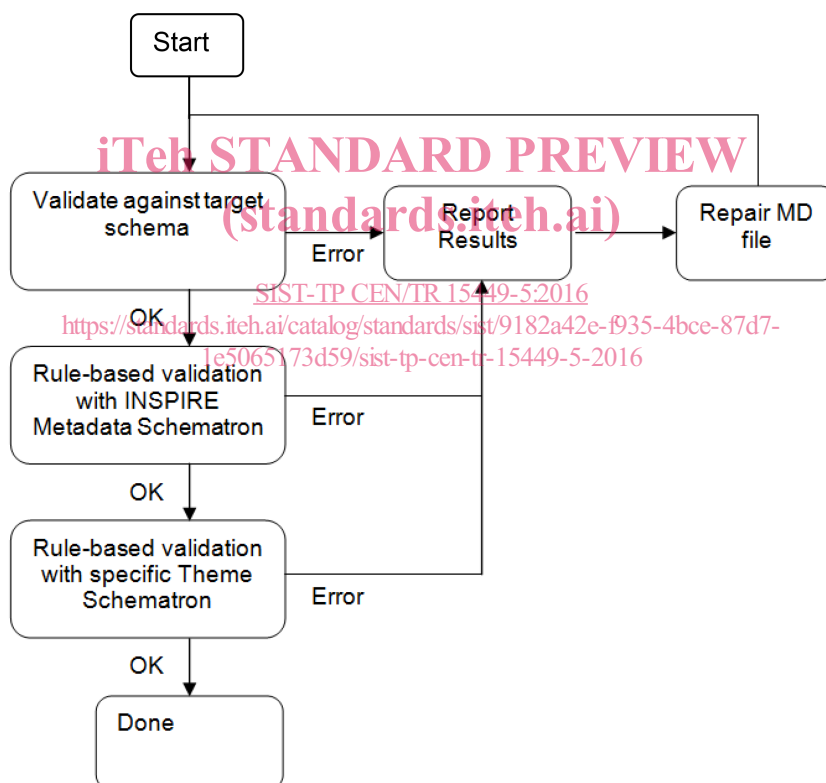 Start
iTeh STANDARD PREVIEW
(standards.iteh.ai)
Validate against target
schema
Error
Report
Results
Repair MD
file
SIST-TP CEN/TR 15449-5:2016
https://standards.iteh.ai/catalog/standards/sist/9182a42e-f935-4bce-87d7-
1e5065173d59/sist-tp-cen-tr-15449-5-2016
OK
Rule-based validation
with INSPIRE
Metadata Schematron
Error
OK
Rule-based validation
with specific Theme
Schematron
Error
OK
Done